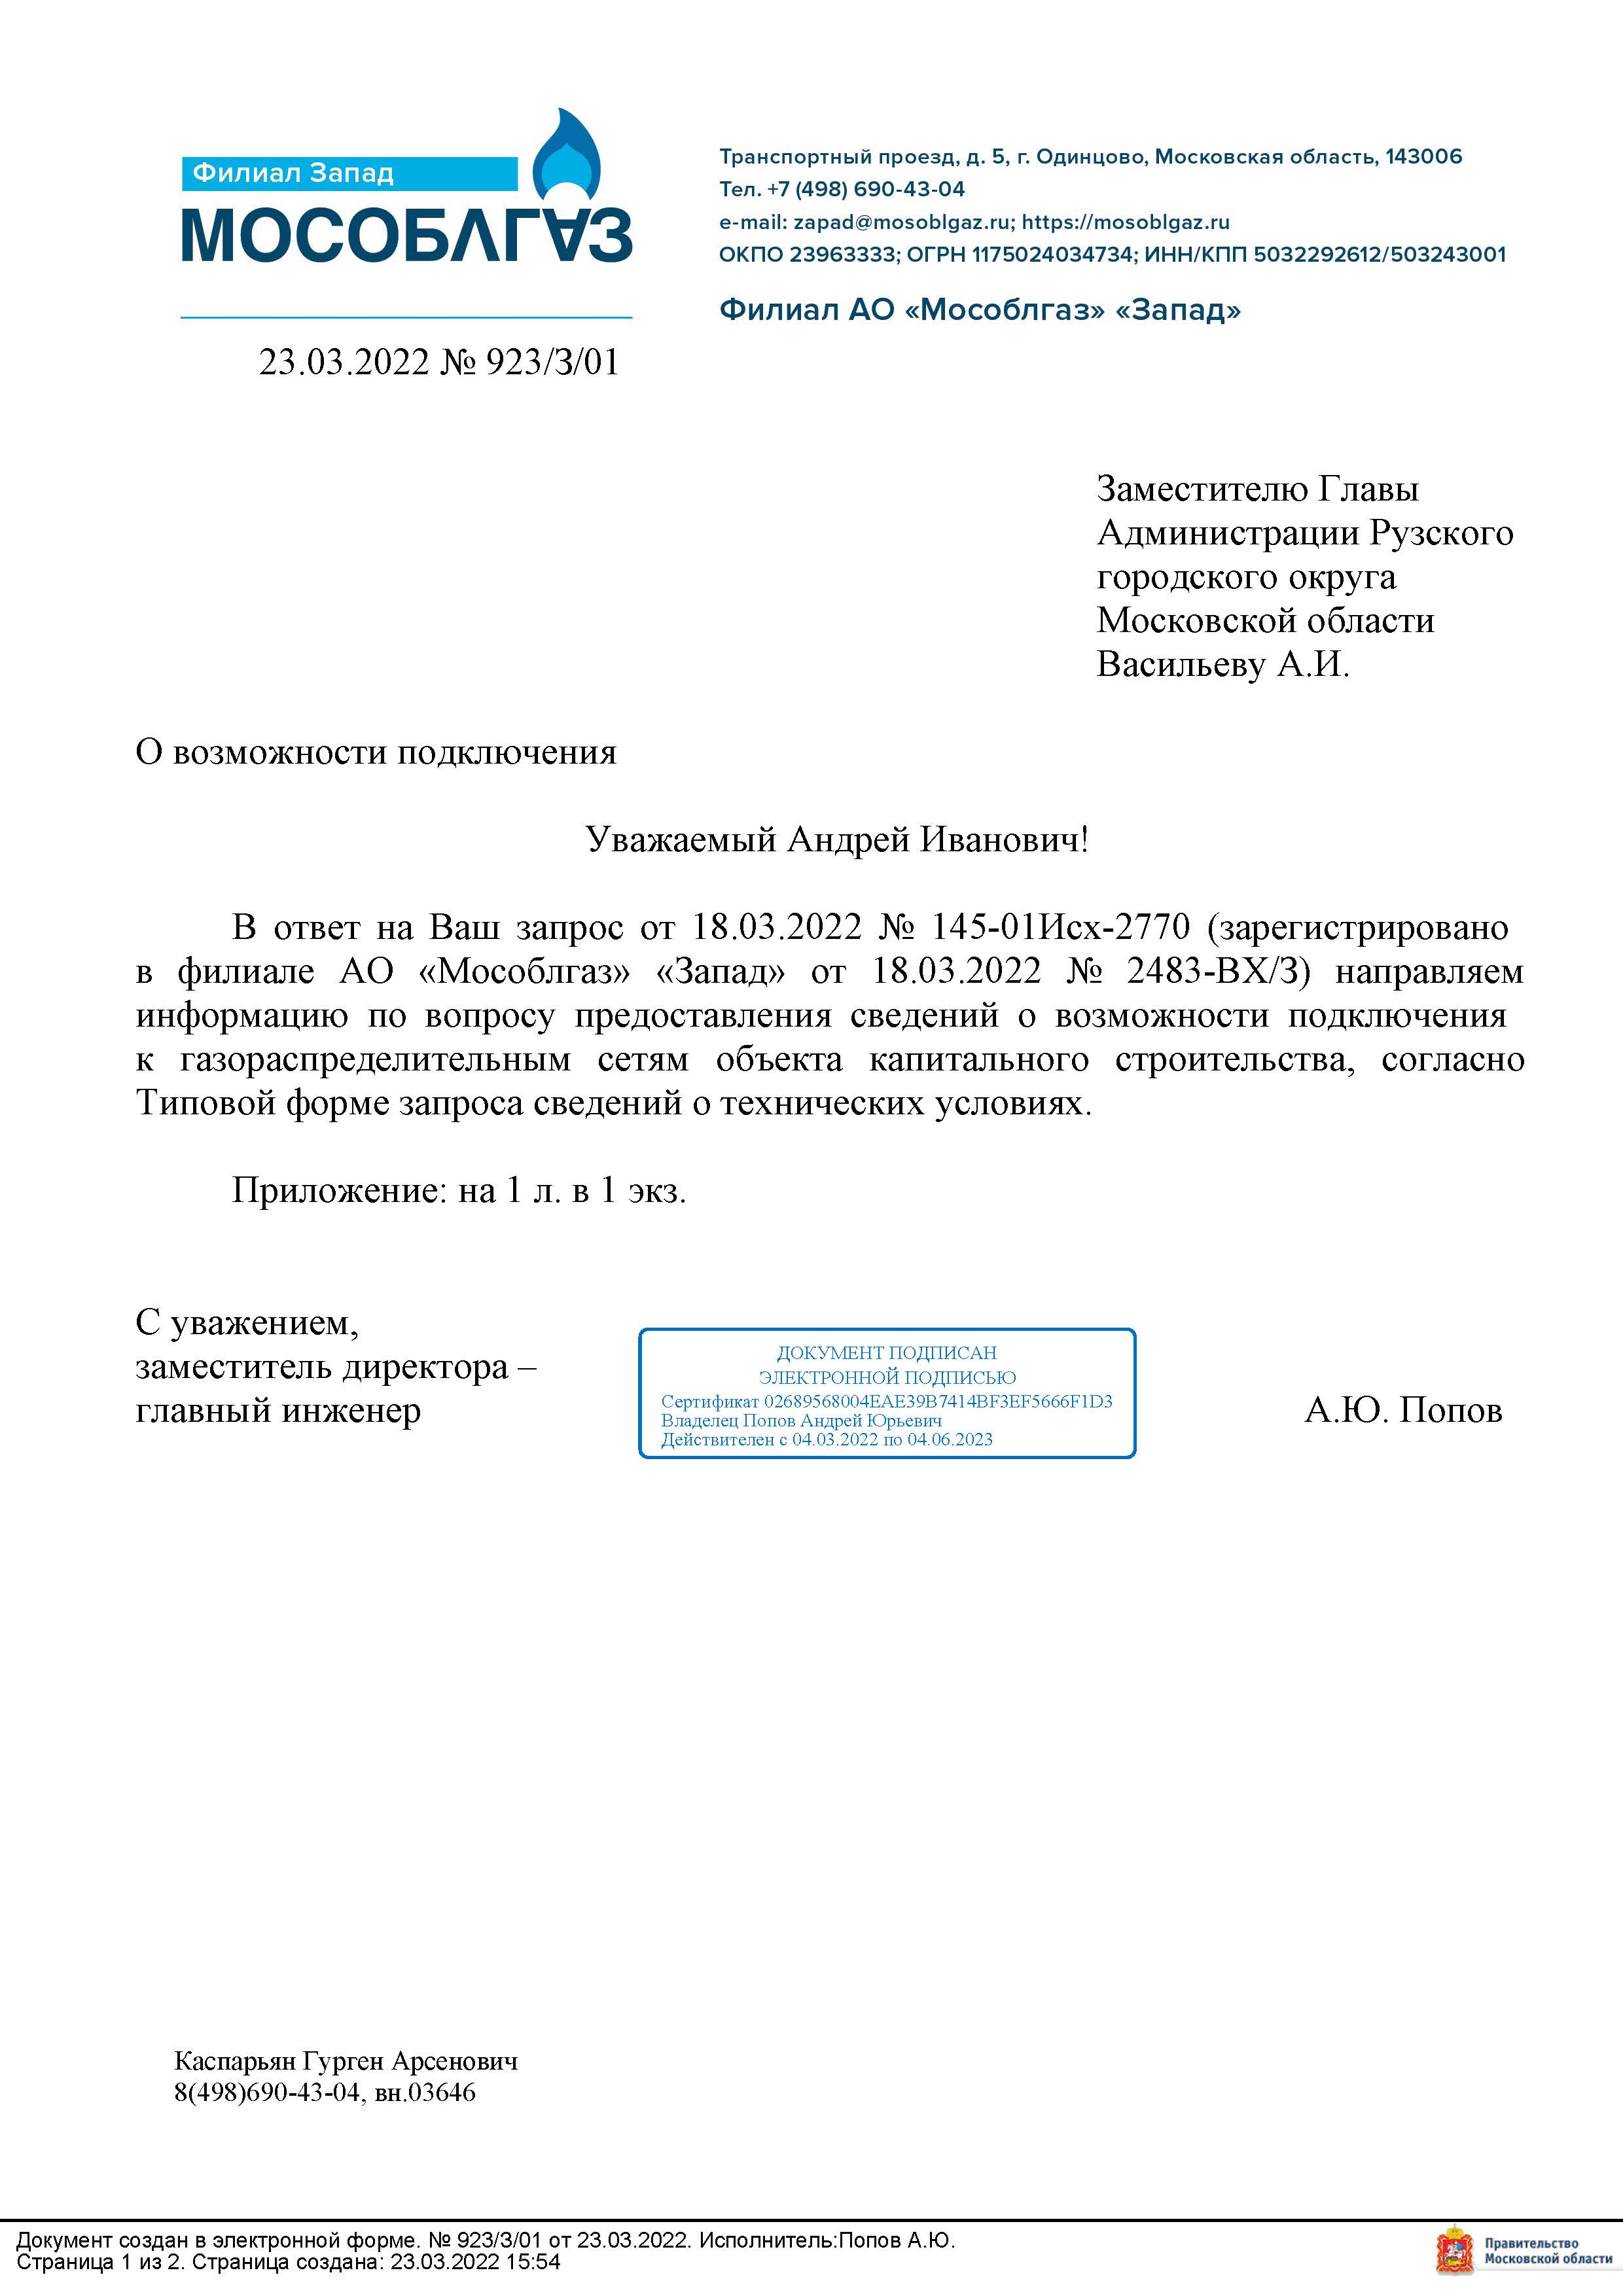 Филиал Запад
МОСОБЛГАЗ
Транспортный проезд, д. 5, г. Одинцово, Московская область, 143006
Тел. +7 (498) 690-43-04
e-mail: zapad@mosoblgaz.ru; https://mosoblgaz.ru
ОКПО 23963333; ОГРН 1175024034734; ИНН/КПП 5032292612/503243001
Филиал АО «Мособлгаз» «Запад»
23.03.2022 № 923/З/01
Заместителю Главы
Администрации Рузского
городского округа
Московской области
Васильеву А.И.
О возможности подключения
Уважаемый Андрей Иванович!
В ответ на Ваш запрос от 18.03.2022 № 145-01Исх-2770 (зарегистрировано
в филиале АО «Мособлгаз» «Запад» от 18.03.2022 № 2483-ВХ/З) направляем
информацию по вопросу предоставления сведений о возможности подключения
к газораспределительным сетям объекта капитального строительства, согласно
Типовой форме запроса сведений о технических условиях.
Приложение: на 1 л. в 1 экз.
С уважением,
заместитель директора –
главный инженер
ДОКУМЕНТ ПОДПИСАН
ЭЛЕКТРОННОЙ ПОДПИСЬЮ
Сертификат 02689568004EAE39B7414BF3EF5666F1D3
Владелец Попов Андрей Юрьевич
Действителен с 04.03.2022 по 04.06.2023
А.Ю. Попов
Каспарьян Гурген Арсенович
8(498)690-43-04, вн.03646
Документ создан в электронной форме. № 923/З/01 от 23.03.2022. Исполнитель:Попов А.Ю.
Страница 1 из 2. Страница создана: 23.03.2022 15:54
Правительство
Московской области